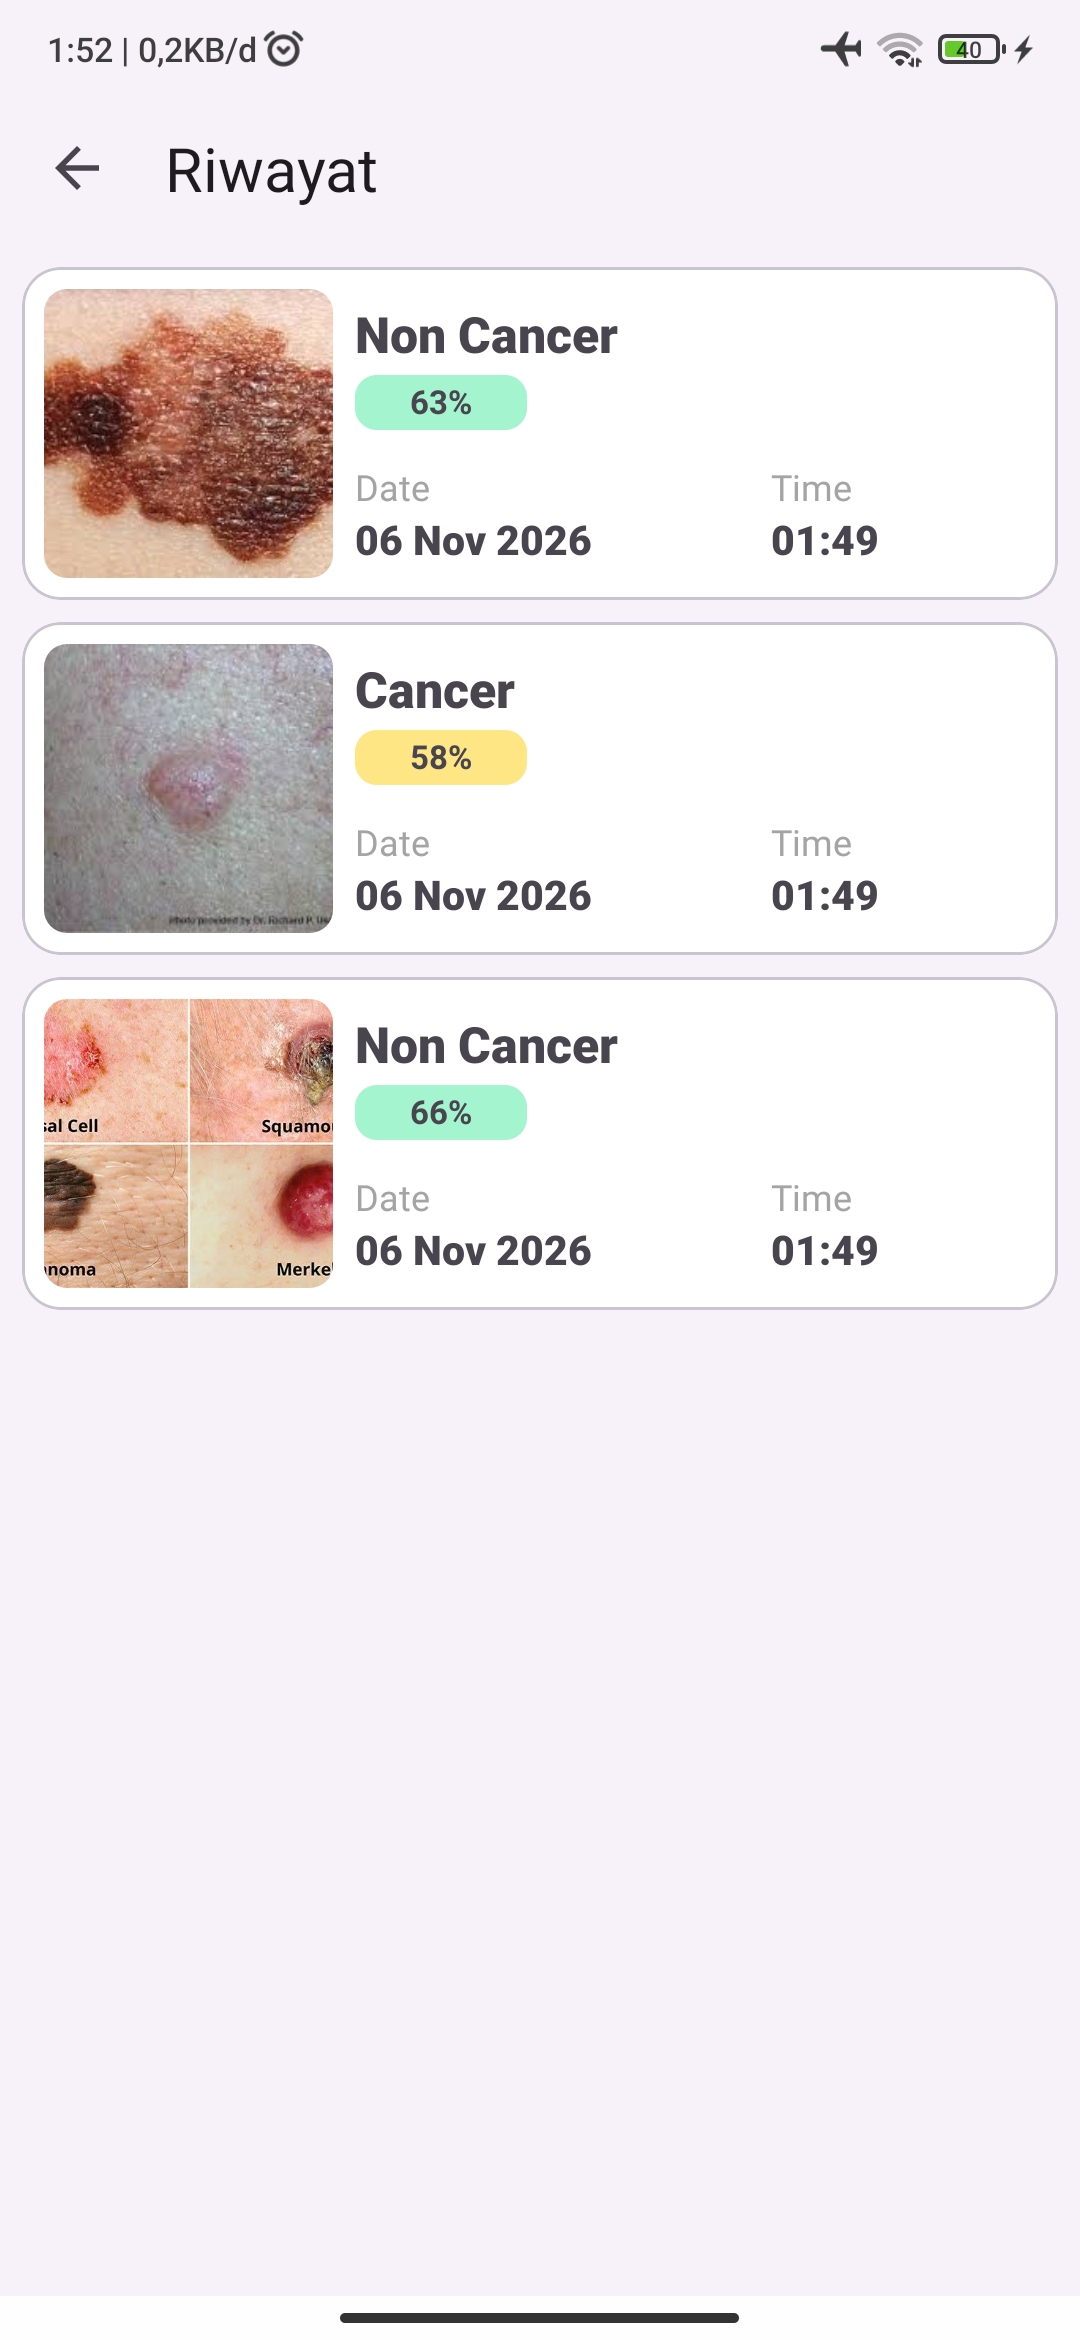 1:52 | 0,2KB/d
40
Riwayat
Non Cancer
63%
Date Time
06 Nov 2026 01:49
Cancer
58%
Photo provided by Dr. Richard P. Us
Date Time
06 Nov 2026 01:49
sal Cell
Squamo
noma
Merke
Non Cancer
66%
Date Time
06 Nov 2026 01:49